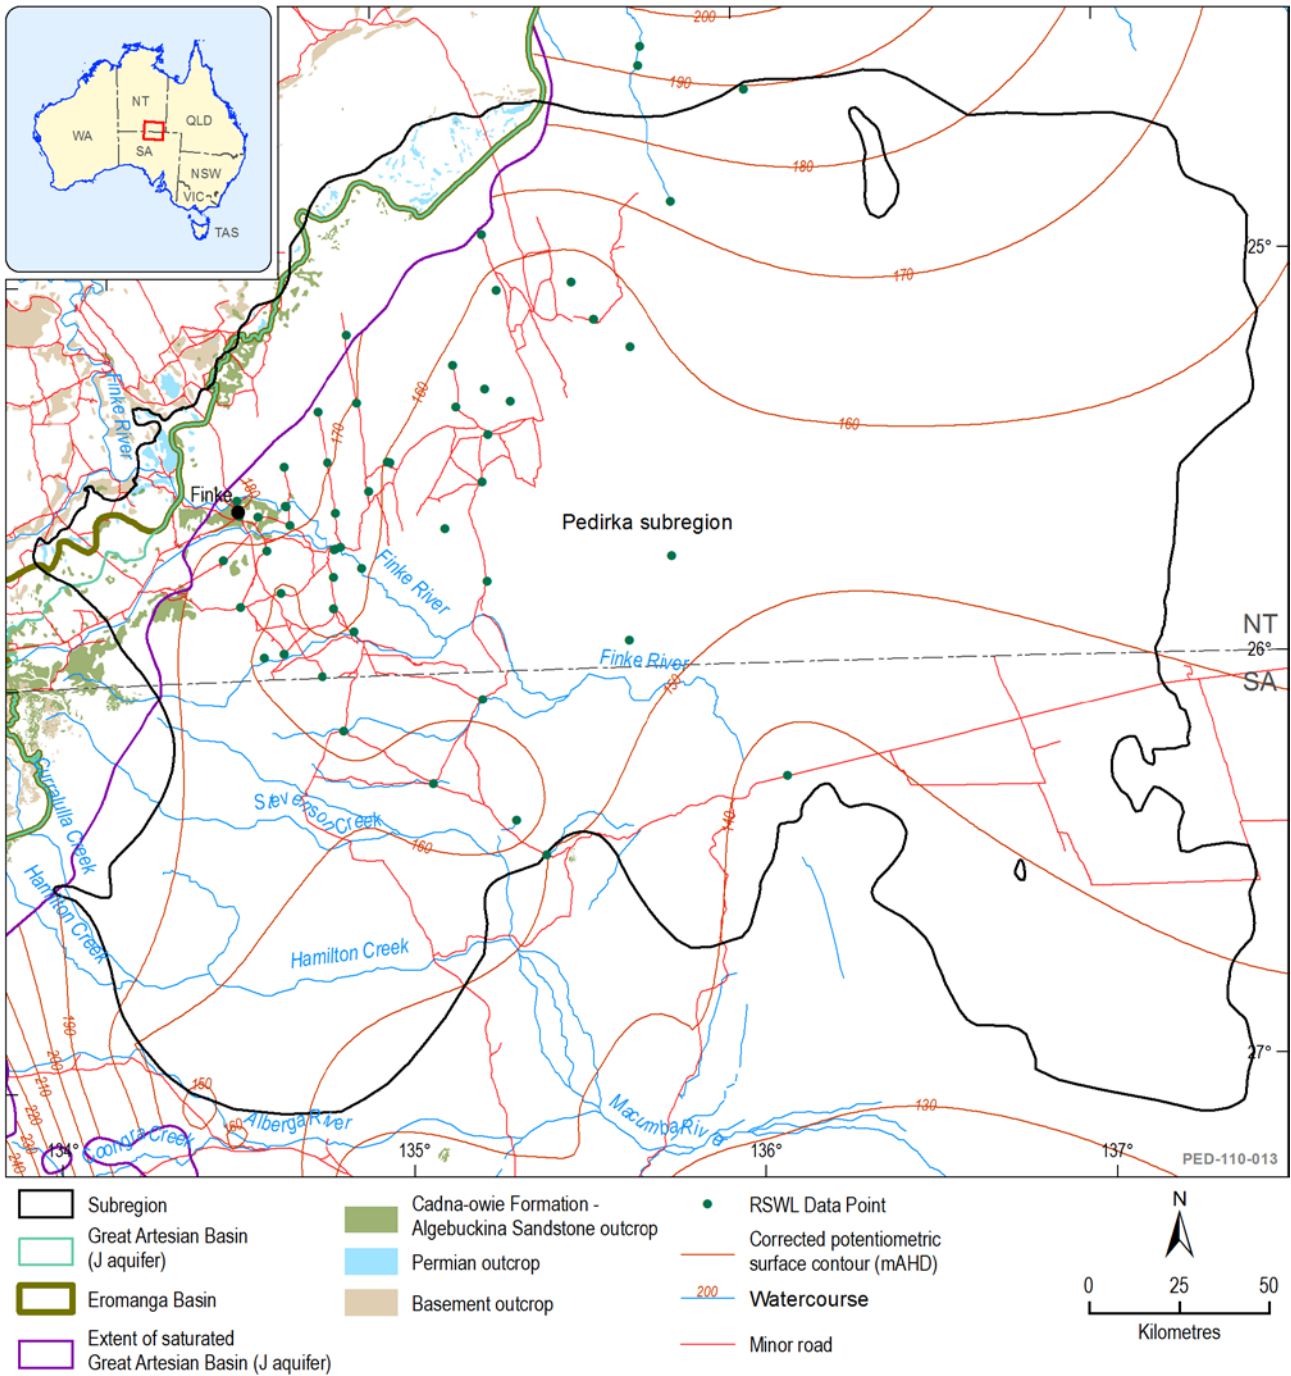 NT
WA
QLD
SA
NSW
VIC
TAS
200
190
180
170
160
25°
Finke River
160
170
180
Finke
Pedirka subregion
Finke River
Finke River
150
NT
26°
SA
Curralulla Creek
Stevenson Creek
160
140
Hamilton Creek
Hamilton Creek
190
200
210
220
230
240
150
160
Alberga River
Coongra Creek
Macumba River
130
27°
134°
135°
136°
137°
PED-110-013
Subregion
Great Artesian Basin
(J aquifer)
Eromanga Basin
Extent of saturated
Great Artesian Basin (J aquifer)
Cadna-owie Formation -
Algebuckina Sandstone outcrop
Permian outcrop
Basement outcrop
RSWL Data Point
Corrected potentiometric
surface contour (mAHD)
200
Watercourse
Minor road
N
0 25 50
Kilometres